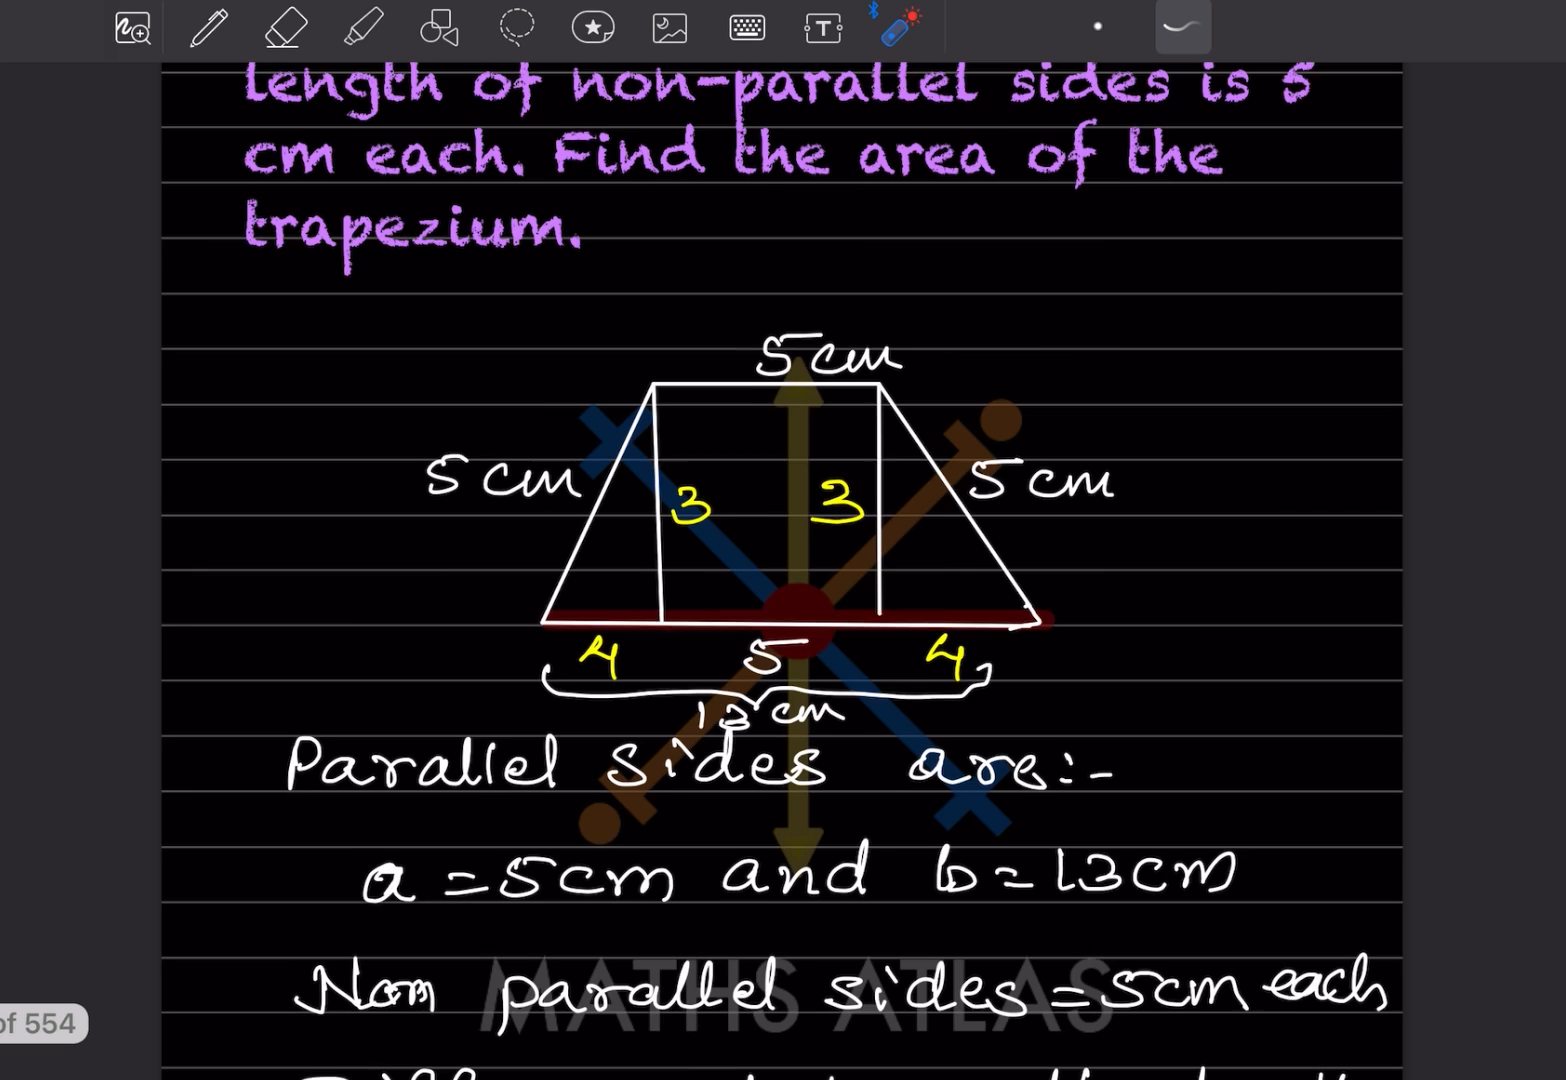 length of non-parallel sides is 5
cm each. Find the area of the
trapezium.
5cm
5 cm
3
3
5 cm
4
5
4
13 cm
Parallel sides are:-
a = 5cm and b = 13cm
Non parallel sides = 5cm each
MATHS ATLAS
of 554